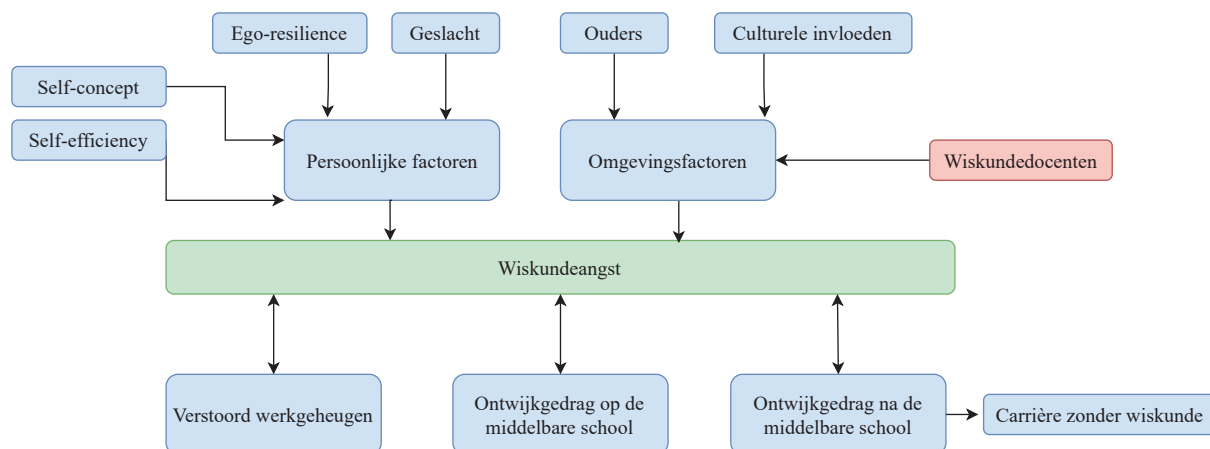 Ego-resilience
Geslacht
Ouders
Culturele invloeden
Self-concept
Self-efficiency
Persoonlijke factoren
Omgevingsfactoren
Wiskundedocenten
Wiskundeangst
Verstoord werkgeheugen
Ontwijkgedrag op de
middelbare school
Ontwijkgedrag na de
middelbare school
Carrière zonder wiskunde